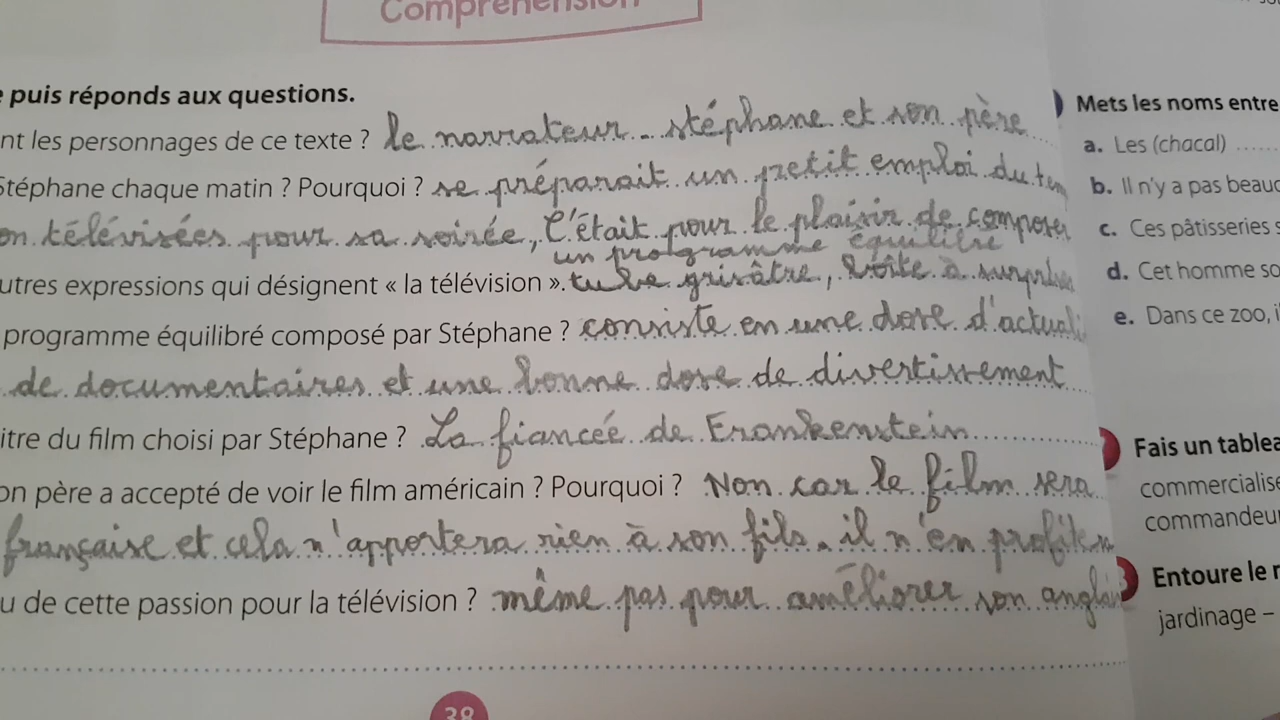 Compréhension
puis réponds aux questions.
nt les personnages de ce texte ? le narrateur. stéphane et son père
Stéphane chaque matin ? Pourquoi ? se préparait un petit emploi du tem
on télévisées pour sa soirée, C'était pour le plaisir de composer
un programme équilibré
utres expressions qui désignent « la télévision ». tube grisâtre, boîte à surprise
programme équilibré composé par Stéphane ? consiste en une dose d'actuali
de documentaires et une bonne dose de divertissement
itre du film choisi par Stéphane ? La fiancée de Frankenstein
on père a accepté de voir le film américain ? Pourquoi ? Non car le film sera
française et cela n'apportera rien à son fils. il n'en profitera
u de cette passion pour la télévision ? même pas pour améliorer son anglais
38
Mets les noms entre
a. Les (chacal)
b. Il n'y a pas beauc
c. Ces pâtisseries s
d. Cet homme so
e. Dans ce zoo, i
Fais un tablea
commercialise
commandeu
3 Entoure le
jardinage –